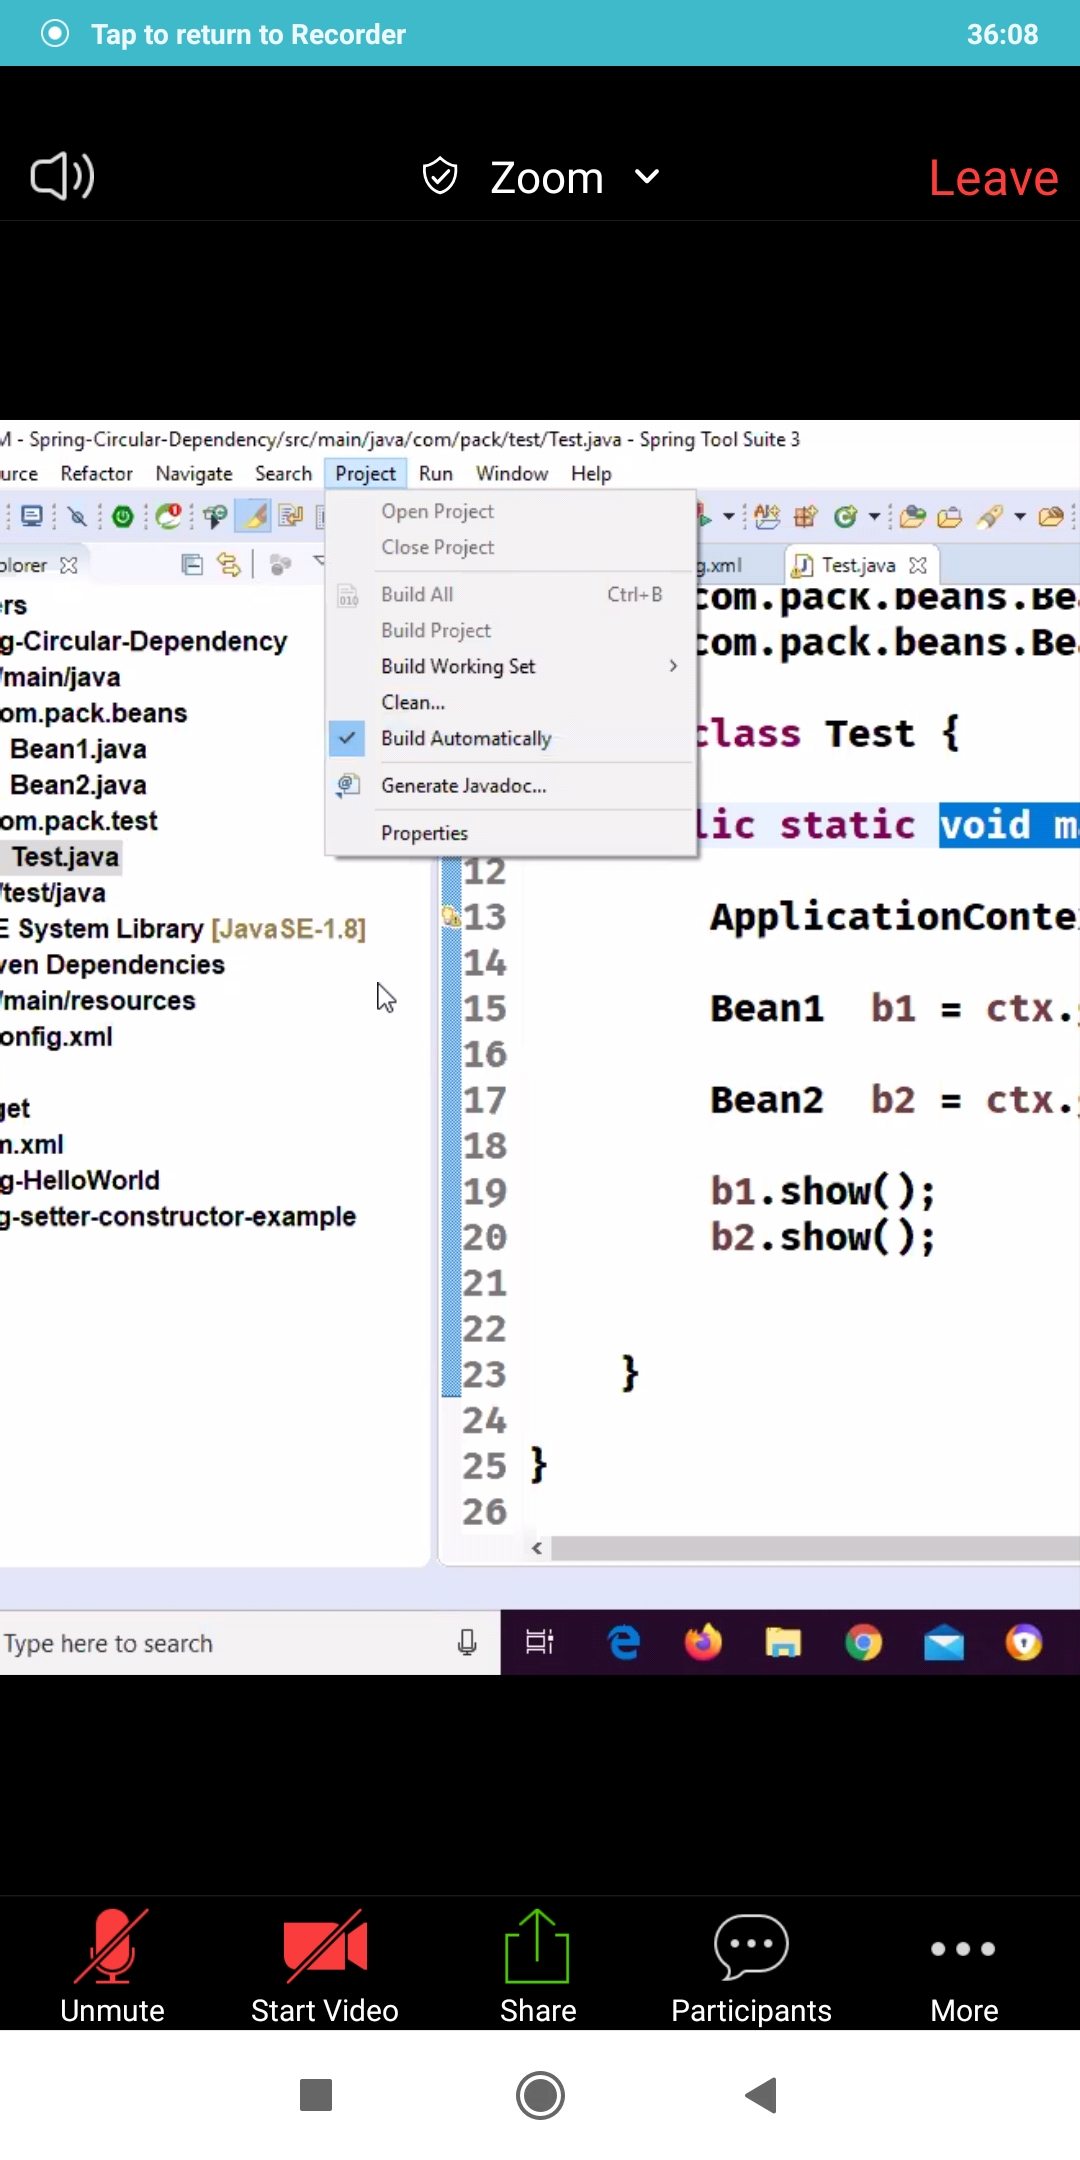 Tap to return to Recorder 36:08
Zoom Leave
- Spring-Circular-Dependency/src/main/java/com/pack/test/Test.java - Spring Tool Suite 3
urce Refactor Navigate Search Project Run Window Help
Open Project
Close Project
Build All Ctrl+B
Build Project
Build Working Set
Clean...
Build Automatically
Generate Javadoc...
Properties
plorer
g.xml Test.java
rs
g-Circular-Dependency
/main/java
om.pack.beans
Bean1.java
Bean2.java
om.pack.test
Test.java
/test/java
E System Library [JavaSE-1.8]
ven Dependencies
/main/resources
onfig.xml
get
m.xml
g-HelloWorld
g-setter-constructor-example
com.pack.beans.Be
com.pack.beans.Be
class Test {
lic static void m
12
13 ApplicationConte
14
15 Bean1 b1 = ctx.
16
17 Bean2 b2 = ctx.
18
19 b1.show();
20 b2.show();
21
22
23 }
24
25 }
26
Type here to search
Unmute Start Video Share Participants More